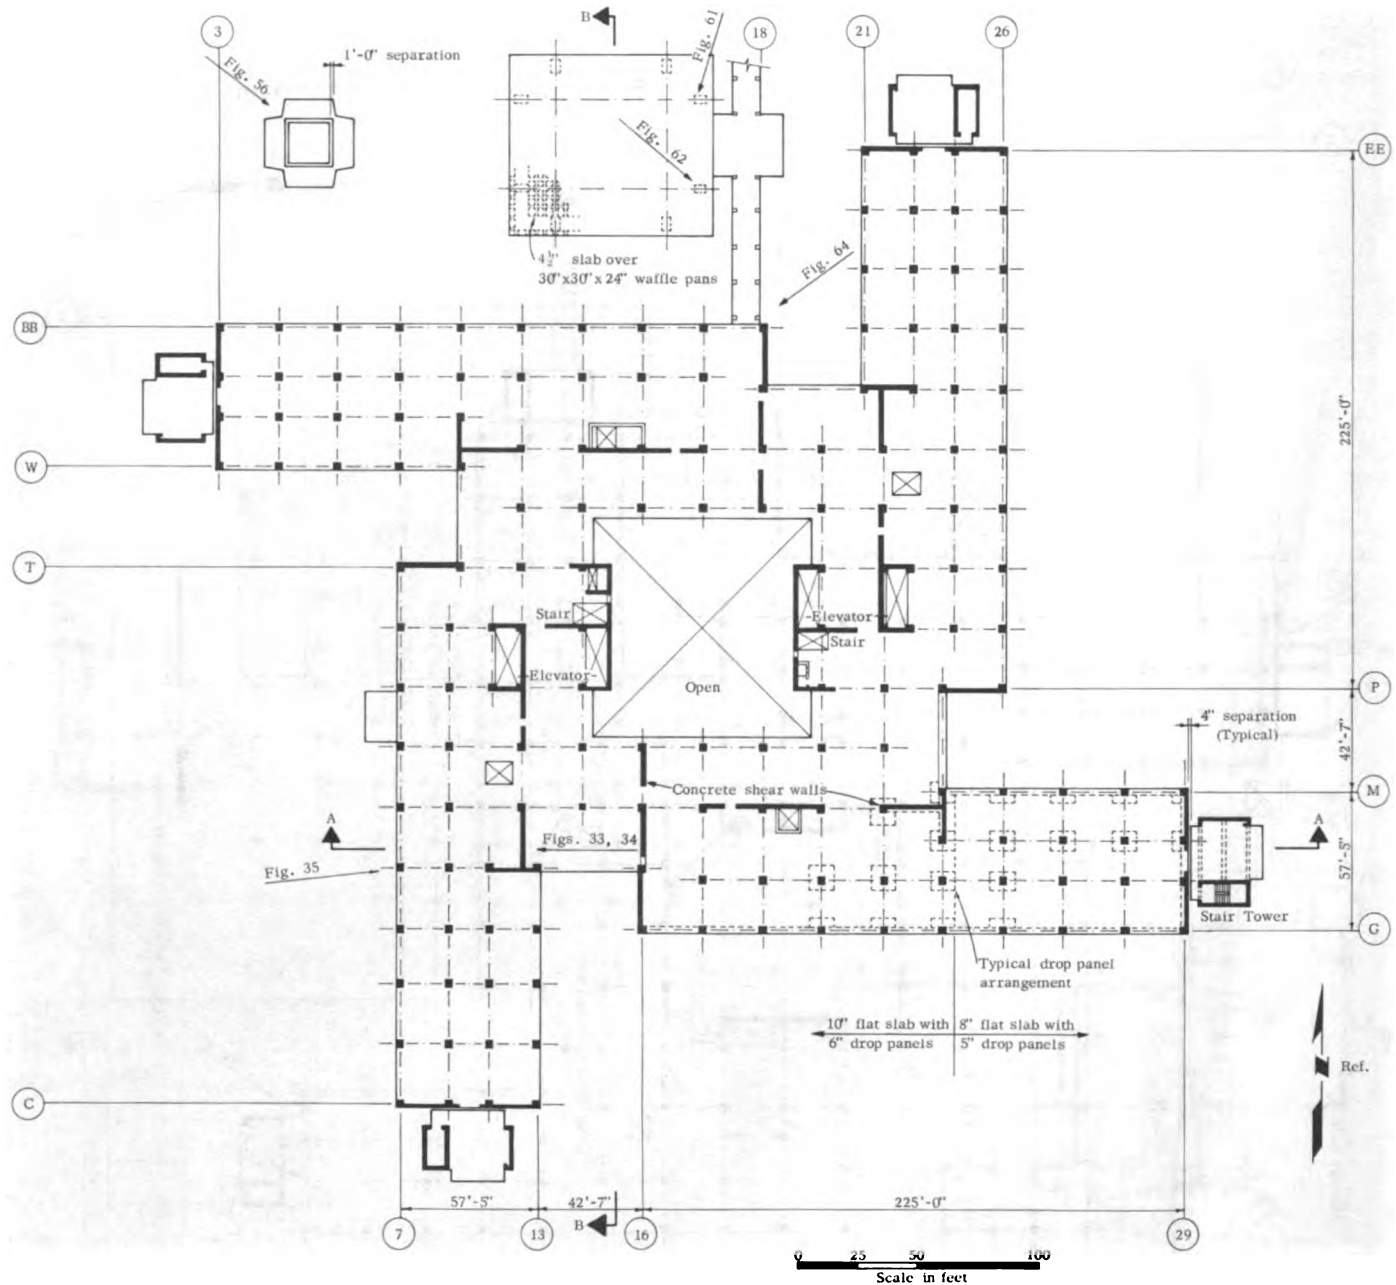 B
3
18
21
26
Fig. 61
1'-0" separation
Fig. 56
Fig. 62
EE
4½" slab over
30"x30"x24" waffle pans
Fig. 64
BB
225'-0"
W
T
Stair
-Elevator-
Stair
-Elevator-
Open
P
4" separation
(Typical)
42'-7"
Concrete shear walls
M
A
Figs. 33, 34
A
Fig. 35
57'-5"
Stair Tower
G
Typical drop panel
arrangement
10" flat slab with
6" drop panels
8" flat slab with
5" drop panels
Ref.
C
57'-5"
42'-7"
225'-0"
B
7
13
16
29
0 25 50 100
Scale in feet